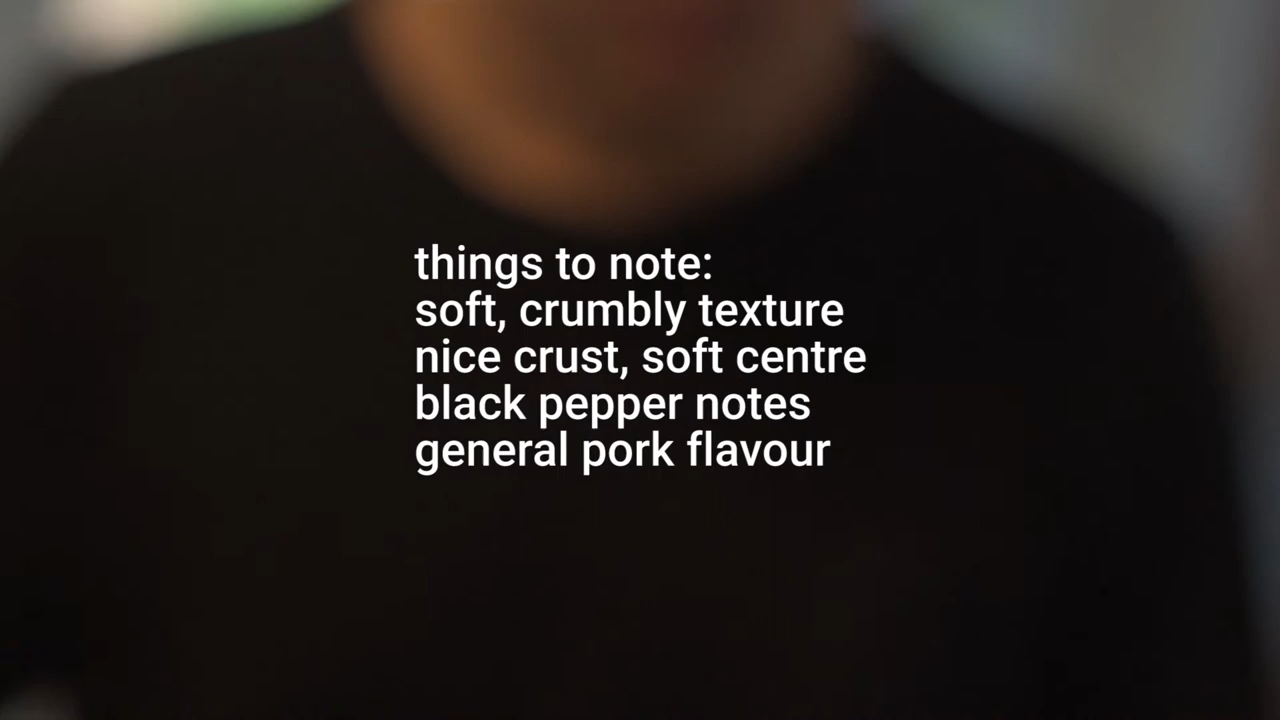 things to note:
soft, crumbly texture
nice crust, soft centre
black pepper notes
general pork flavour